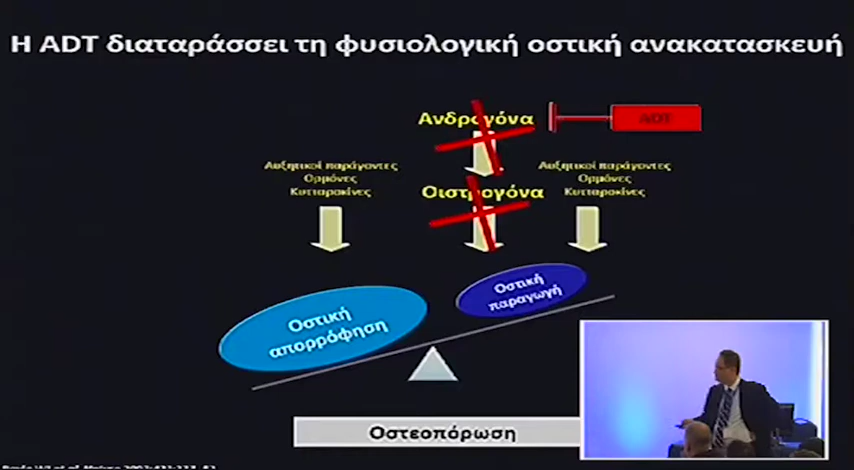 Η ADT διαταράσσει τη φυσιολογική οστική ανακατασκευή
Ανδρογόνα
ADT
Αυξητικοί παράγοντες
Ορμόνες
Κυτταροκίνες
Οιστρογόνα
Αυξητικοί παράγοντες
Ορμόνες
Κυτταροκίνες
Οστική
απορρόφηση
Οστική
παραγωγή
Οστεοπόρωση